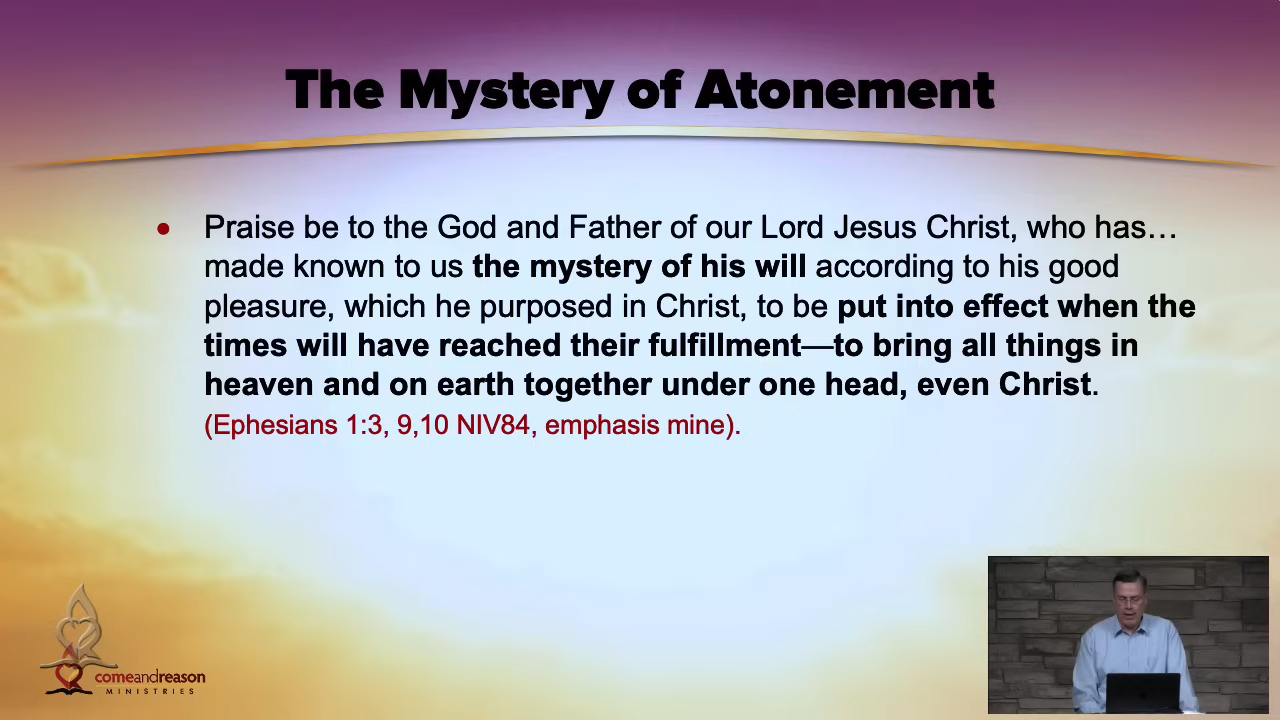 The Mystery of Atonement
• Praise be to the God and Father of our Lord Jesus Christ, who has…
made known to us the mystery of his will according to his good
pleasure, which he purposed in Christ, to be put into effect when the
times will have reached their fulfillment—to bring all things in
heaven and on earth together under one head, even Christ.
(Ephesians 1:3, 9,10 NIV84, emphasis mine).
comeandreason
MINISTRIES